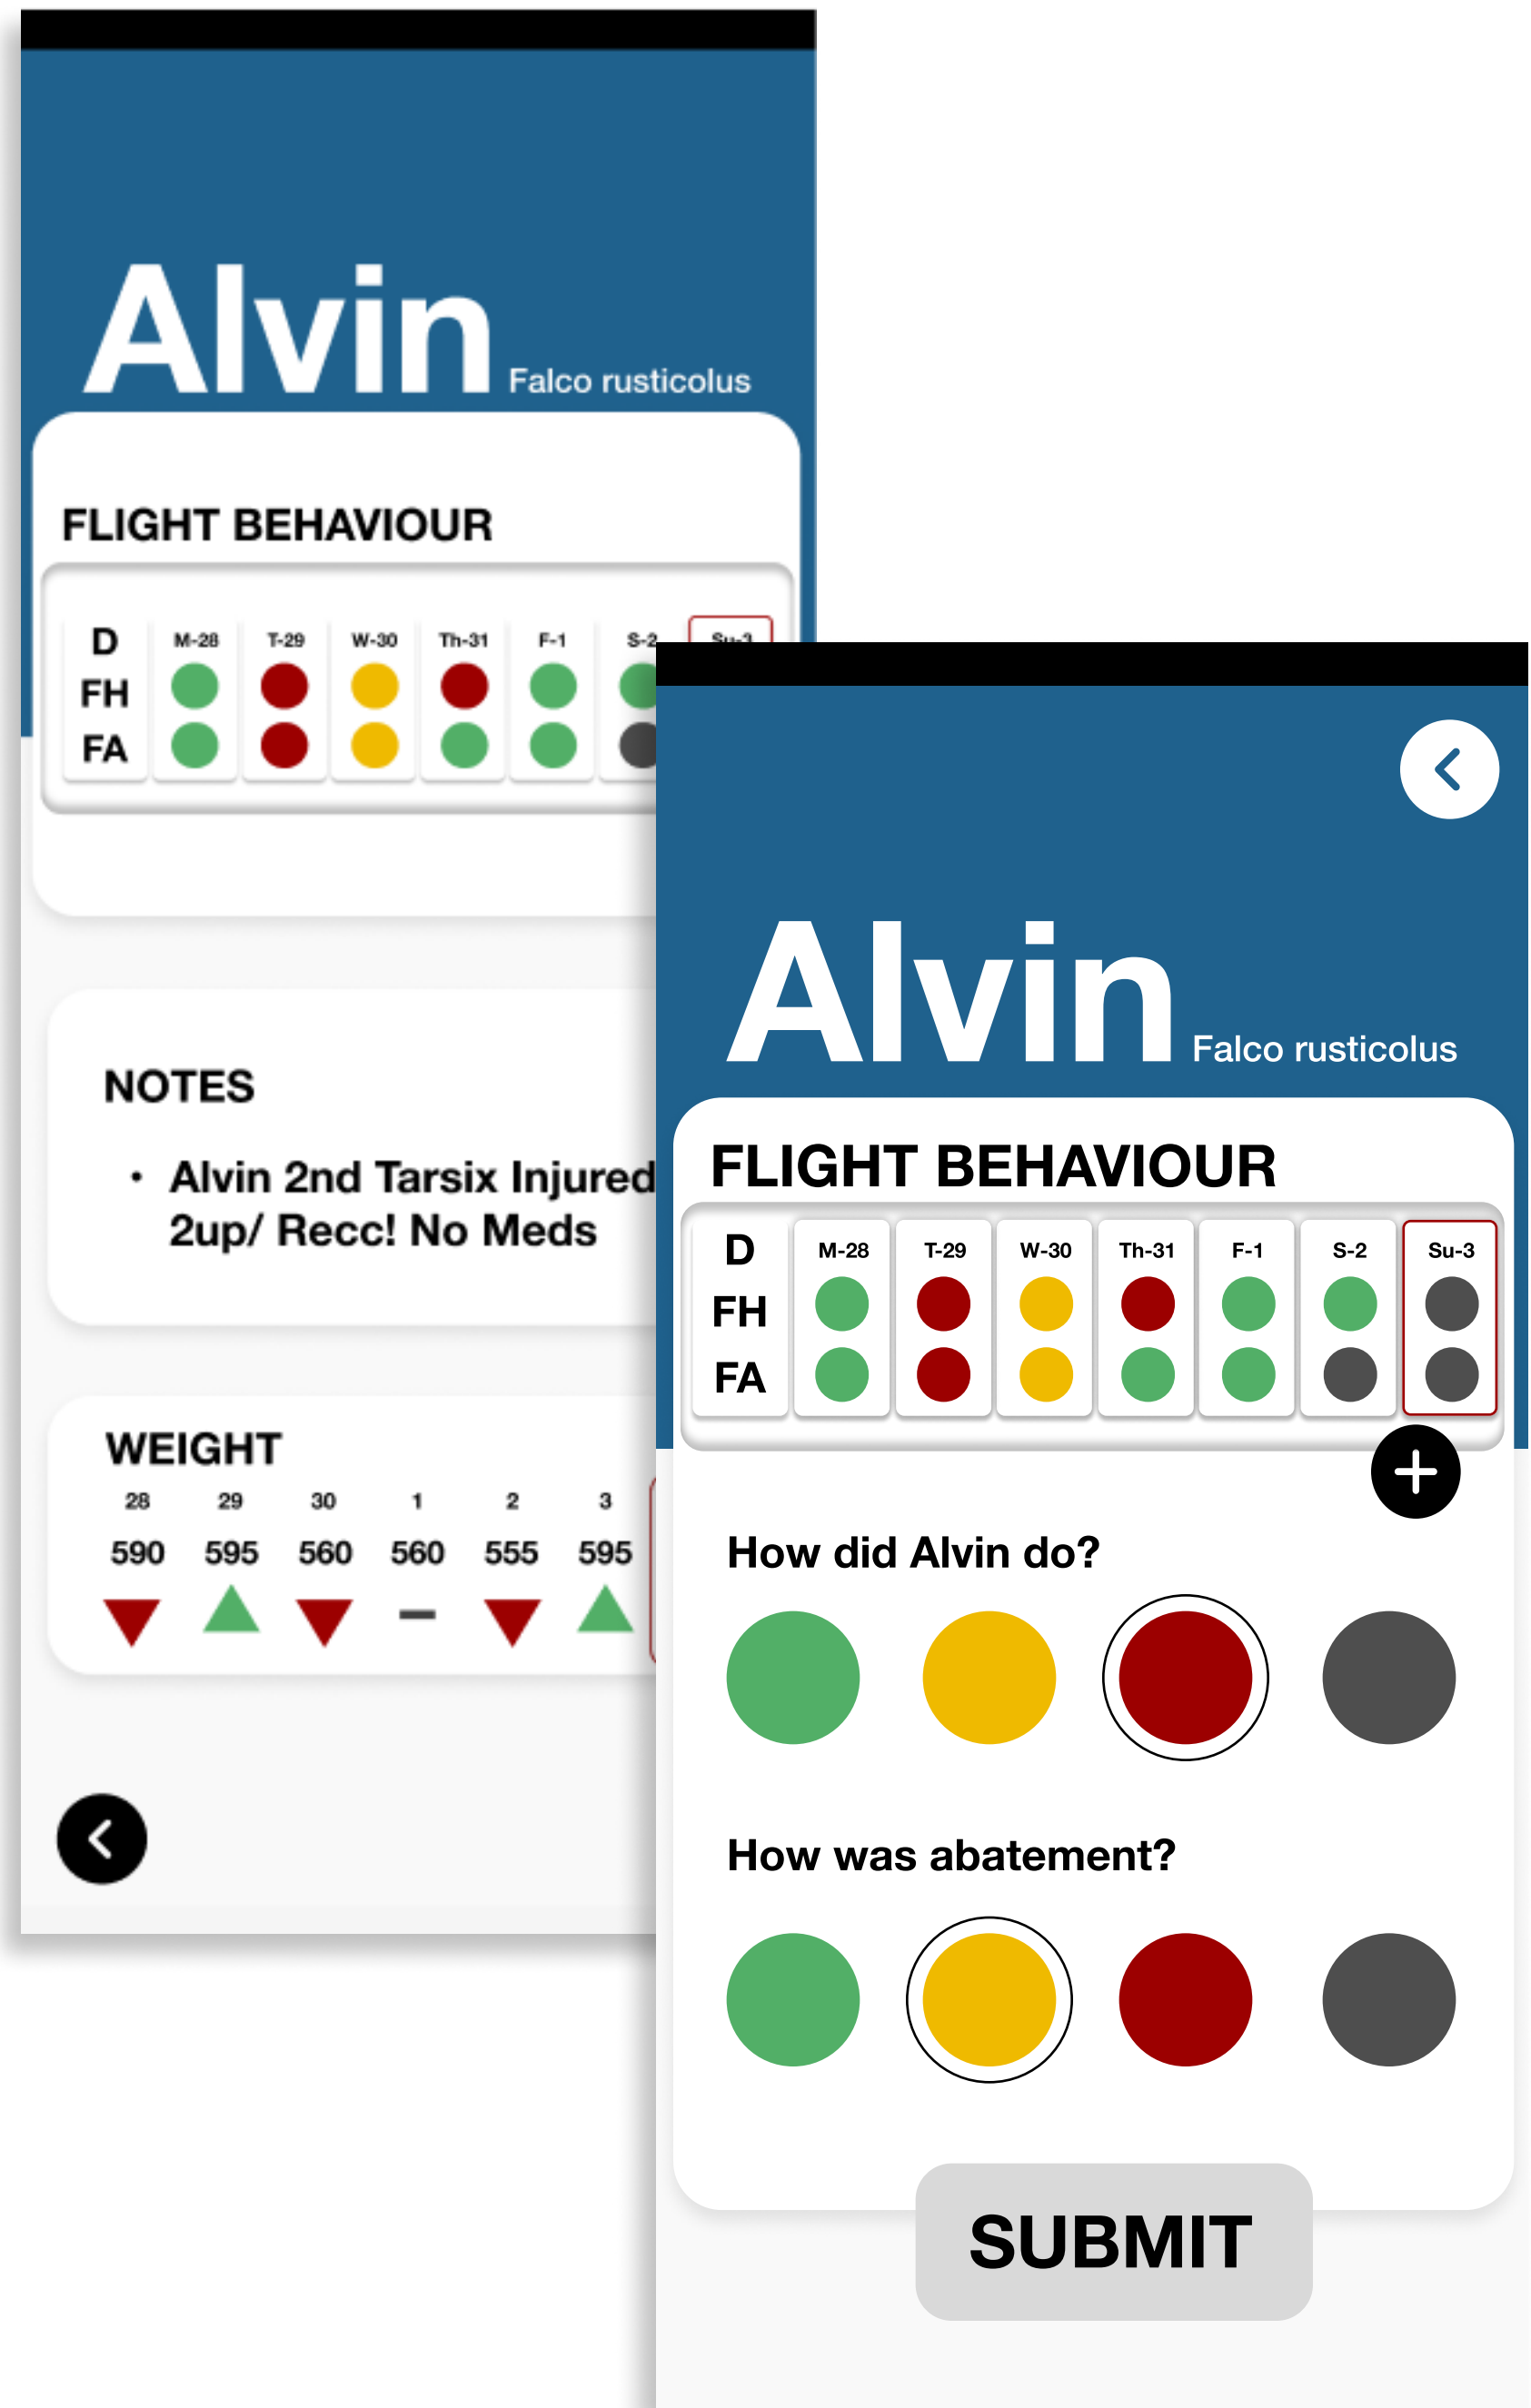 Alvin Falco rusticolus
FLIGHT BEHAVIOUR
D M-28 T-29 W-30 Th-31 F-1 S-2 Su-3
FH
FA
NOTES
• Alvin 2nd Tarsix Injured
2up/ Recc! No Meds
WEIGHT
28 29 30 1 2 3
590 595 560 560 555 595
Alvin Falco rusticolus
FLIGHT BEHAVIOUR
D M-28 T-29 W-30 Th-31 F-1 S-2 Su-3
FH
FA
How did Alvin do?
How was abatement?
SUBMIT